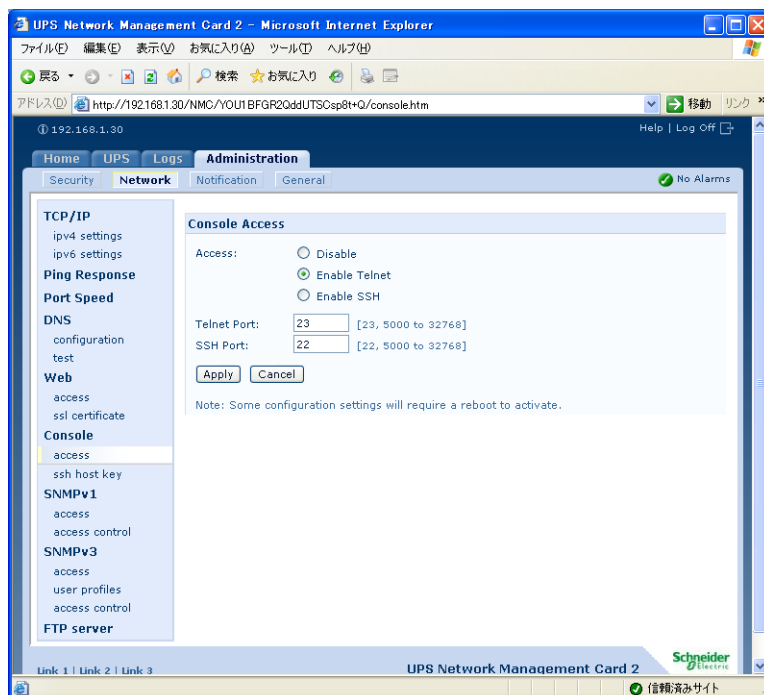 UPS Network Management Card 2 - Microsoft Internet Explorer
ファイル(F) 編集(E) 表示(V) お気に入り(A) ツール(T) ヘルプ(H)
戻る 検索 お気に入り
アドレス(D) http://192.168.1.30/NMC/YOU1BFGR2QddUTSCsp8t+Q/console.htm 移動 リンク »
192.168.1.30 Help | Log Off
Home UPS Logs Administration
Security Network Notification General No Alarms
TCP/IP
ipv4 settings
ipv6 settings
Ping Response
Port Speed
DNS
configuration
test
Web
access
ssl certificate
Console
access
ssh host key
SNMPv1
access
access control
SNMPv3
access
user profiles
access control
FTP server
Console Access
Access: Disable
Enable Telnet
Enable SSH
Telnet Port: 23 [23, 5000 to 32768]
SSH Port: 22 [22, 5000 to 32768]
Apply Cancel
Note: Some configuration settings will require a reboot to activate.
Link 1 | Link 2 | Link 3 UPS Network Management Card 2 Schneider Electric
信頼済みサイト